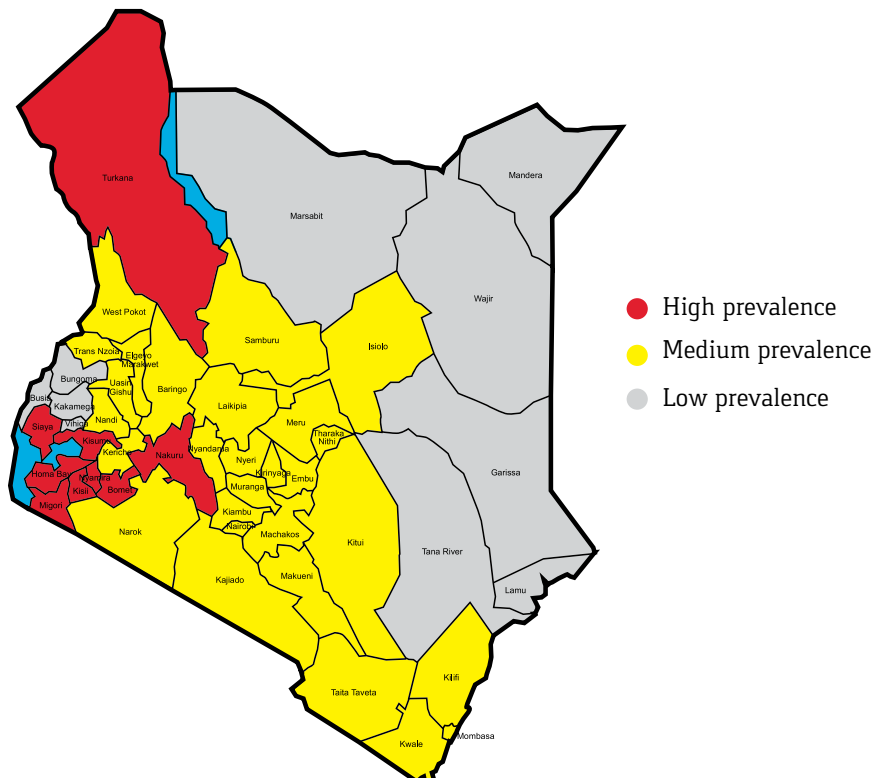 Turkana
Marsabit
Mandera
Wajir
West Pokot
Samburu
Isiolo
Trans Nzoia
Elgeyo
Marakwet
Bungoma
Uasin
Gishu
Baringo
Busia
Kakamega
Laikipia
Vihiga
Nandi
Siaya
Kisumu
Meru
Tharaka
Nithi
Kericho
Nakuru
Nyandarua
Nyeri
Homa Bay
Nyamira
Kirinyaga
Embu
Kisii
Bomet
Muranga
Migori
Kiambu
Narok
Nairobi
Machakos
Kitui
Garissa
Tana River
Kajiado
Makueni
Lamu
Taita Taveta
Kilifi
Kwale
Mombasa
High prevalence
Medium prevalence
Low prevalence